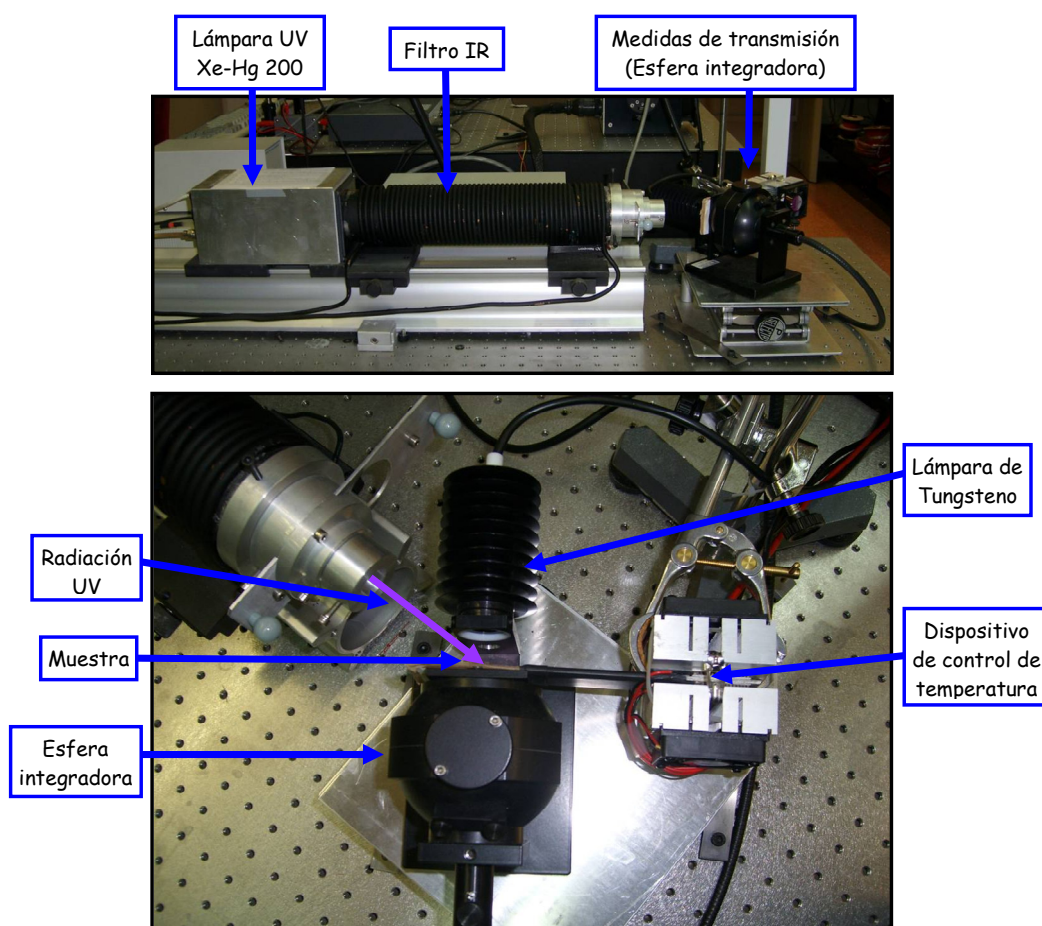 Lámpara UV
Xe-Hg 200
Filtro IR
Medidas de transmisión
(Esfera integradora)
Lámpara de
Tungsteno
Radiación
UV
Muestra
Dispositivo
de control de
temperatura
Esfera
integradora